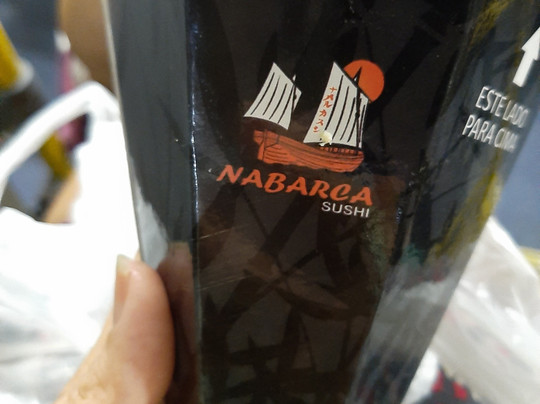 NABARCA
SUSHI
ESTE LADO
PARA CIMA